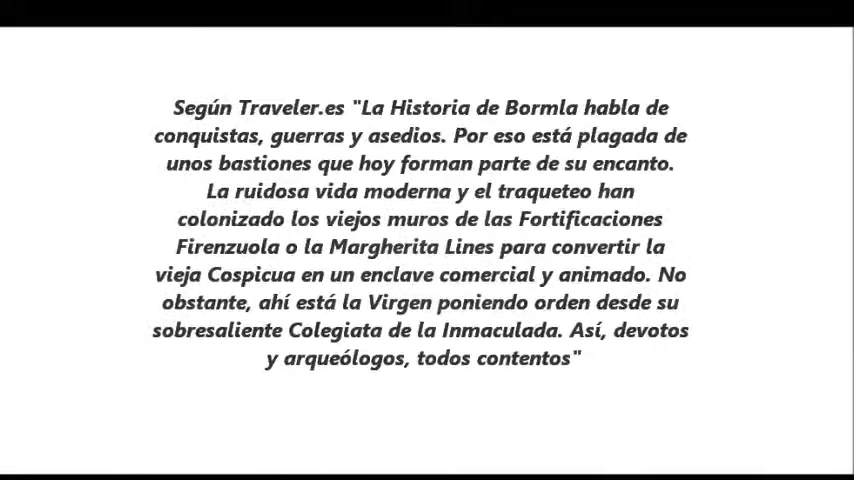 Según Traveler.es "La Historia de Bormla habla de
conquistas, guerras y asedios. Por eso está plagada de
unos bastiones que hoy forman parte de su encanto.
La ruidosa vida moderna y el traqueteo han
colonizado los viejos muros de las Fortificaciones
Firenzuola o la Margherita Lines para convertir la
vieja Cospicua en un enclave comercial y animado. No
obstante, ahí está la Virgen poniendo orden desde su
sobresaliente Colegiata de la Inmaculada. Así, devotos
y arqueólogos, todos contentos"